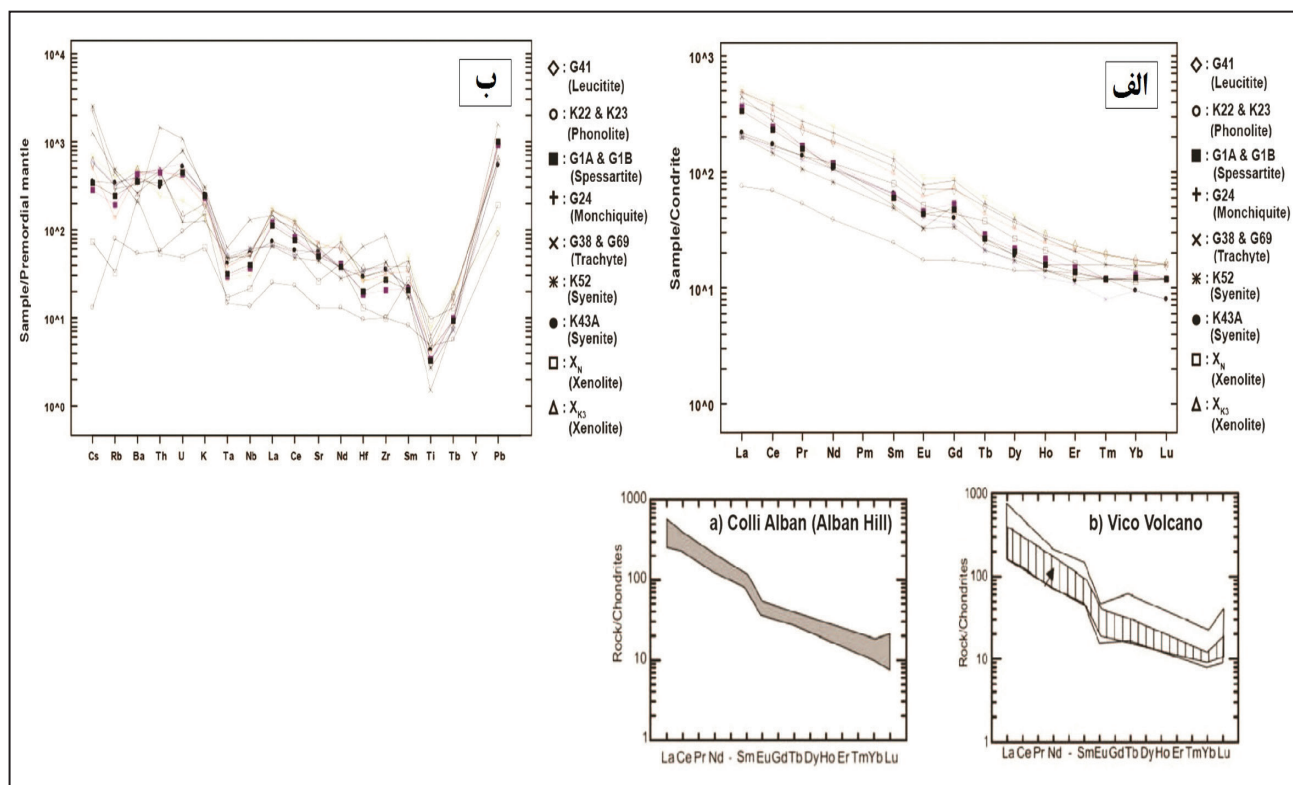 10^4
10^3
10^2
10^1
10^0
Sample/Premordial mantle
ب
Cs Rb Ba Th U K Ta Nb La Ce Sr Nd Hf Zr Sm Ti Tb Y Pb
: G41
(Leucitite)
: K22 & K23
(Phonolite)
: G1A & G1B
(Spessartite)
: G24
(Monchiquite)
: G38 & G69
(Trachyte)
: K52
(Syenite)
: K43A
(Syenite)
: XN
(Xenolite)
: XK3
(Xenolite)
10^3
10^2
10^1
10^0
Sample/Condrite
الف
La Ce Pr Nd Pm Sm Eu Gd Tb Dy Ho Er Tm Yb Lu
: G41
(Leucitite)
: K22 & K23
(Phonolite)
: G1A & G1B
(Spessartite)
: G24
(Monchiquite)
: G38 & G69
(Trachyte)
: K52
(Syenite)
: K43A
(Syenite)
: XN
(Xenolite)
: XK3
(Xenolite)
a) Colli Alban (Alban Hill)
1000
100
10
1
Rock/Chondrites
La Ce Pr Nd - Sm Eu Gd Tb Dy Ho Er Tm Yb Lu
b) Vico Volcano
1000
100
10
1
Rock/Chondrites
La Ce Pr Nd - Sm Eu Gd Tb Dy Ho Er Tm Yb Lu